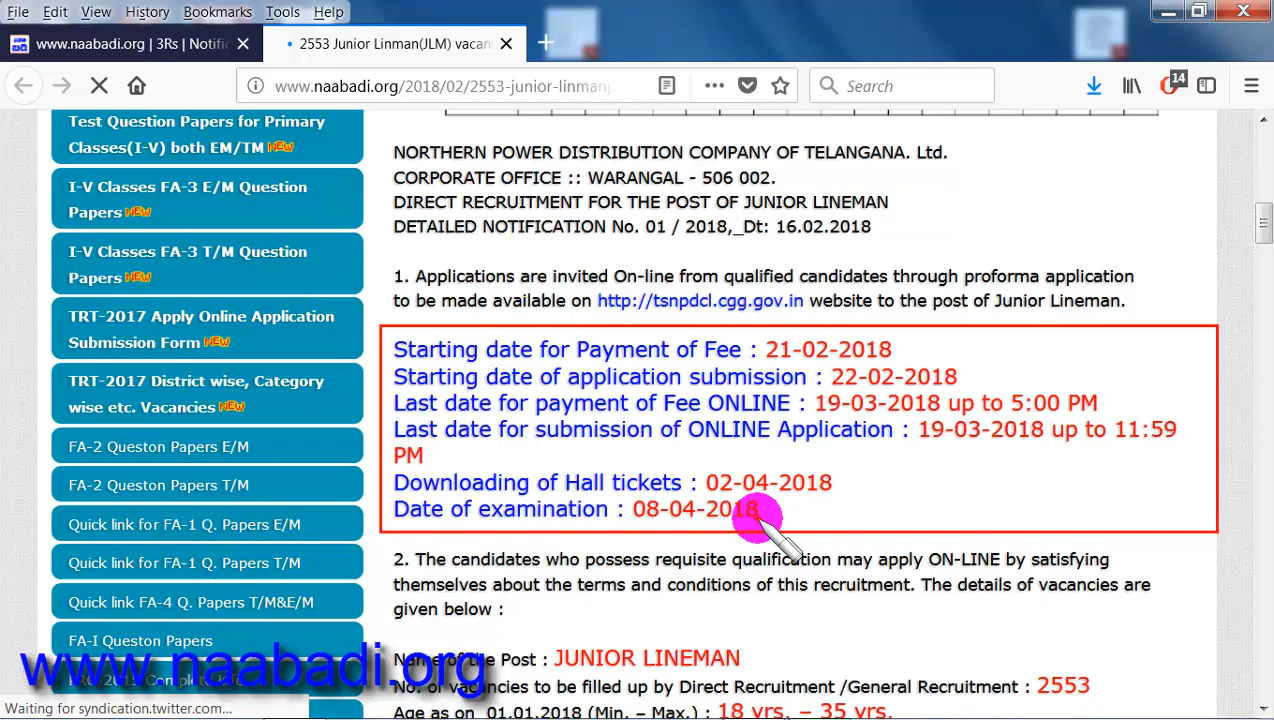 File Edit View History Bookmarks Tools Help
www.naabadi.org | 3Rs | Notific
2553 Junior Linman(JLM) vacan
www.naabadi.org/2018/02/2553-junior-linmanj
Search
14
Test Question Papers for Primary
Classes(I-V) both EM/TM NEW
I-V Classes FA-3 E/M Question
Papers NEW
I-V Classes FA-3 T/M Question
Papers NEW
TRT-2017 Apply Online Application
Submission Form NEW
TRT-2017 District wise, Category
wise etc. Vacancies NEW
FA-2 Queston Papers E/M
FA-2 Queston Papers T/M
Quick link for FA-1 Q. Papers E/M
Quick link for FA-1 Q. Papers T/M
Quick link FA-4 Q. Papers T/M&E/M
FA-I Queston Papers
NORTHERN POWER DISTRIBUTION COMPANY OF TELANGANA. Ltd.
CORPORATE OFFICE :: WARANGAL - 506 002.
DIRECT RECRUITMENT FOR THE POST OF JUNIOR LINEMAN
DETAILED NOTIFICATION No. 01 / 2018,_Dt: 16.02.2018
1. Applications are invited On-line from qualified candidates through proforma application
to be made available on http://tsnpdcl.cgg.gov.in website to the post of Junior Lineman.
Starting date for Payment of Fee : 21-02-2018
Starting date of application submission : 22-02-2018
Last date for payment of Fee ONLINE : 19-03-2018 up to 5:00 PM
Last date for submission of ONLINE Application : 19-03-2018 up to 11:59
PM
Downloading of Hall tickets : 02-04-2018
Date of examination : 08-04-2018
2. The candidates who possess requisite qualification may apply ON-LINE by satisfying
themselves about the terms and conditions of this recruitment. The details of vacancies are
given below :
Name of the Post : JUNIOR LINEMAN
No. of vacancies to be filled up by Direct Recruitment /General Recruitment : 2553
Age as on 01.01.2018 (Min. – Max.) : 18 yrs. – 35 yrs.
www.naabadi.org
Waiting for syndication.twitter.com...